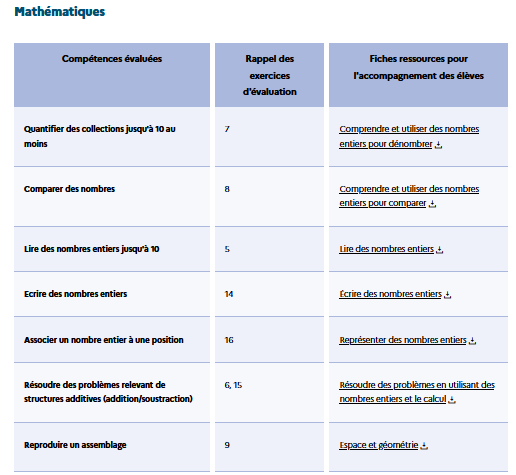 Mathématiques
Compétences évaluées
Rappel des
exercices
d'évaluation
Fiches ressources pour
l'accompagnement des élèves
Quantifier des collections jusqu'à 10 au
moins
7
Comprendre et utiliser des nombres
entiers pour dénombrer
Comparer des nombres
8
Comprendre et utiliser des nombres
entiers pour comparer
Lire des nombres entiers jusqu'à 10
5
Lire des nombres entiers
Ecrire des nombres entiers
14
Écrire des nombres entiers
Associer un nombre entier à une position
16
Représenter des nombres entiers
Résoudre des problèmes relevant de
structures additives (addition/soustraction)
6, 15
Résoudre des problèmes en utilisant des
nombres entiers et le calcul
Reproduire un assemblage
9
Espace et géométrie